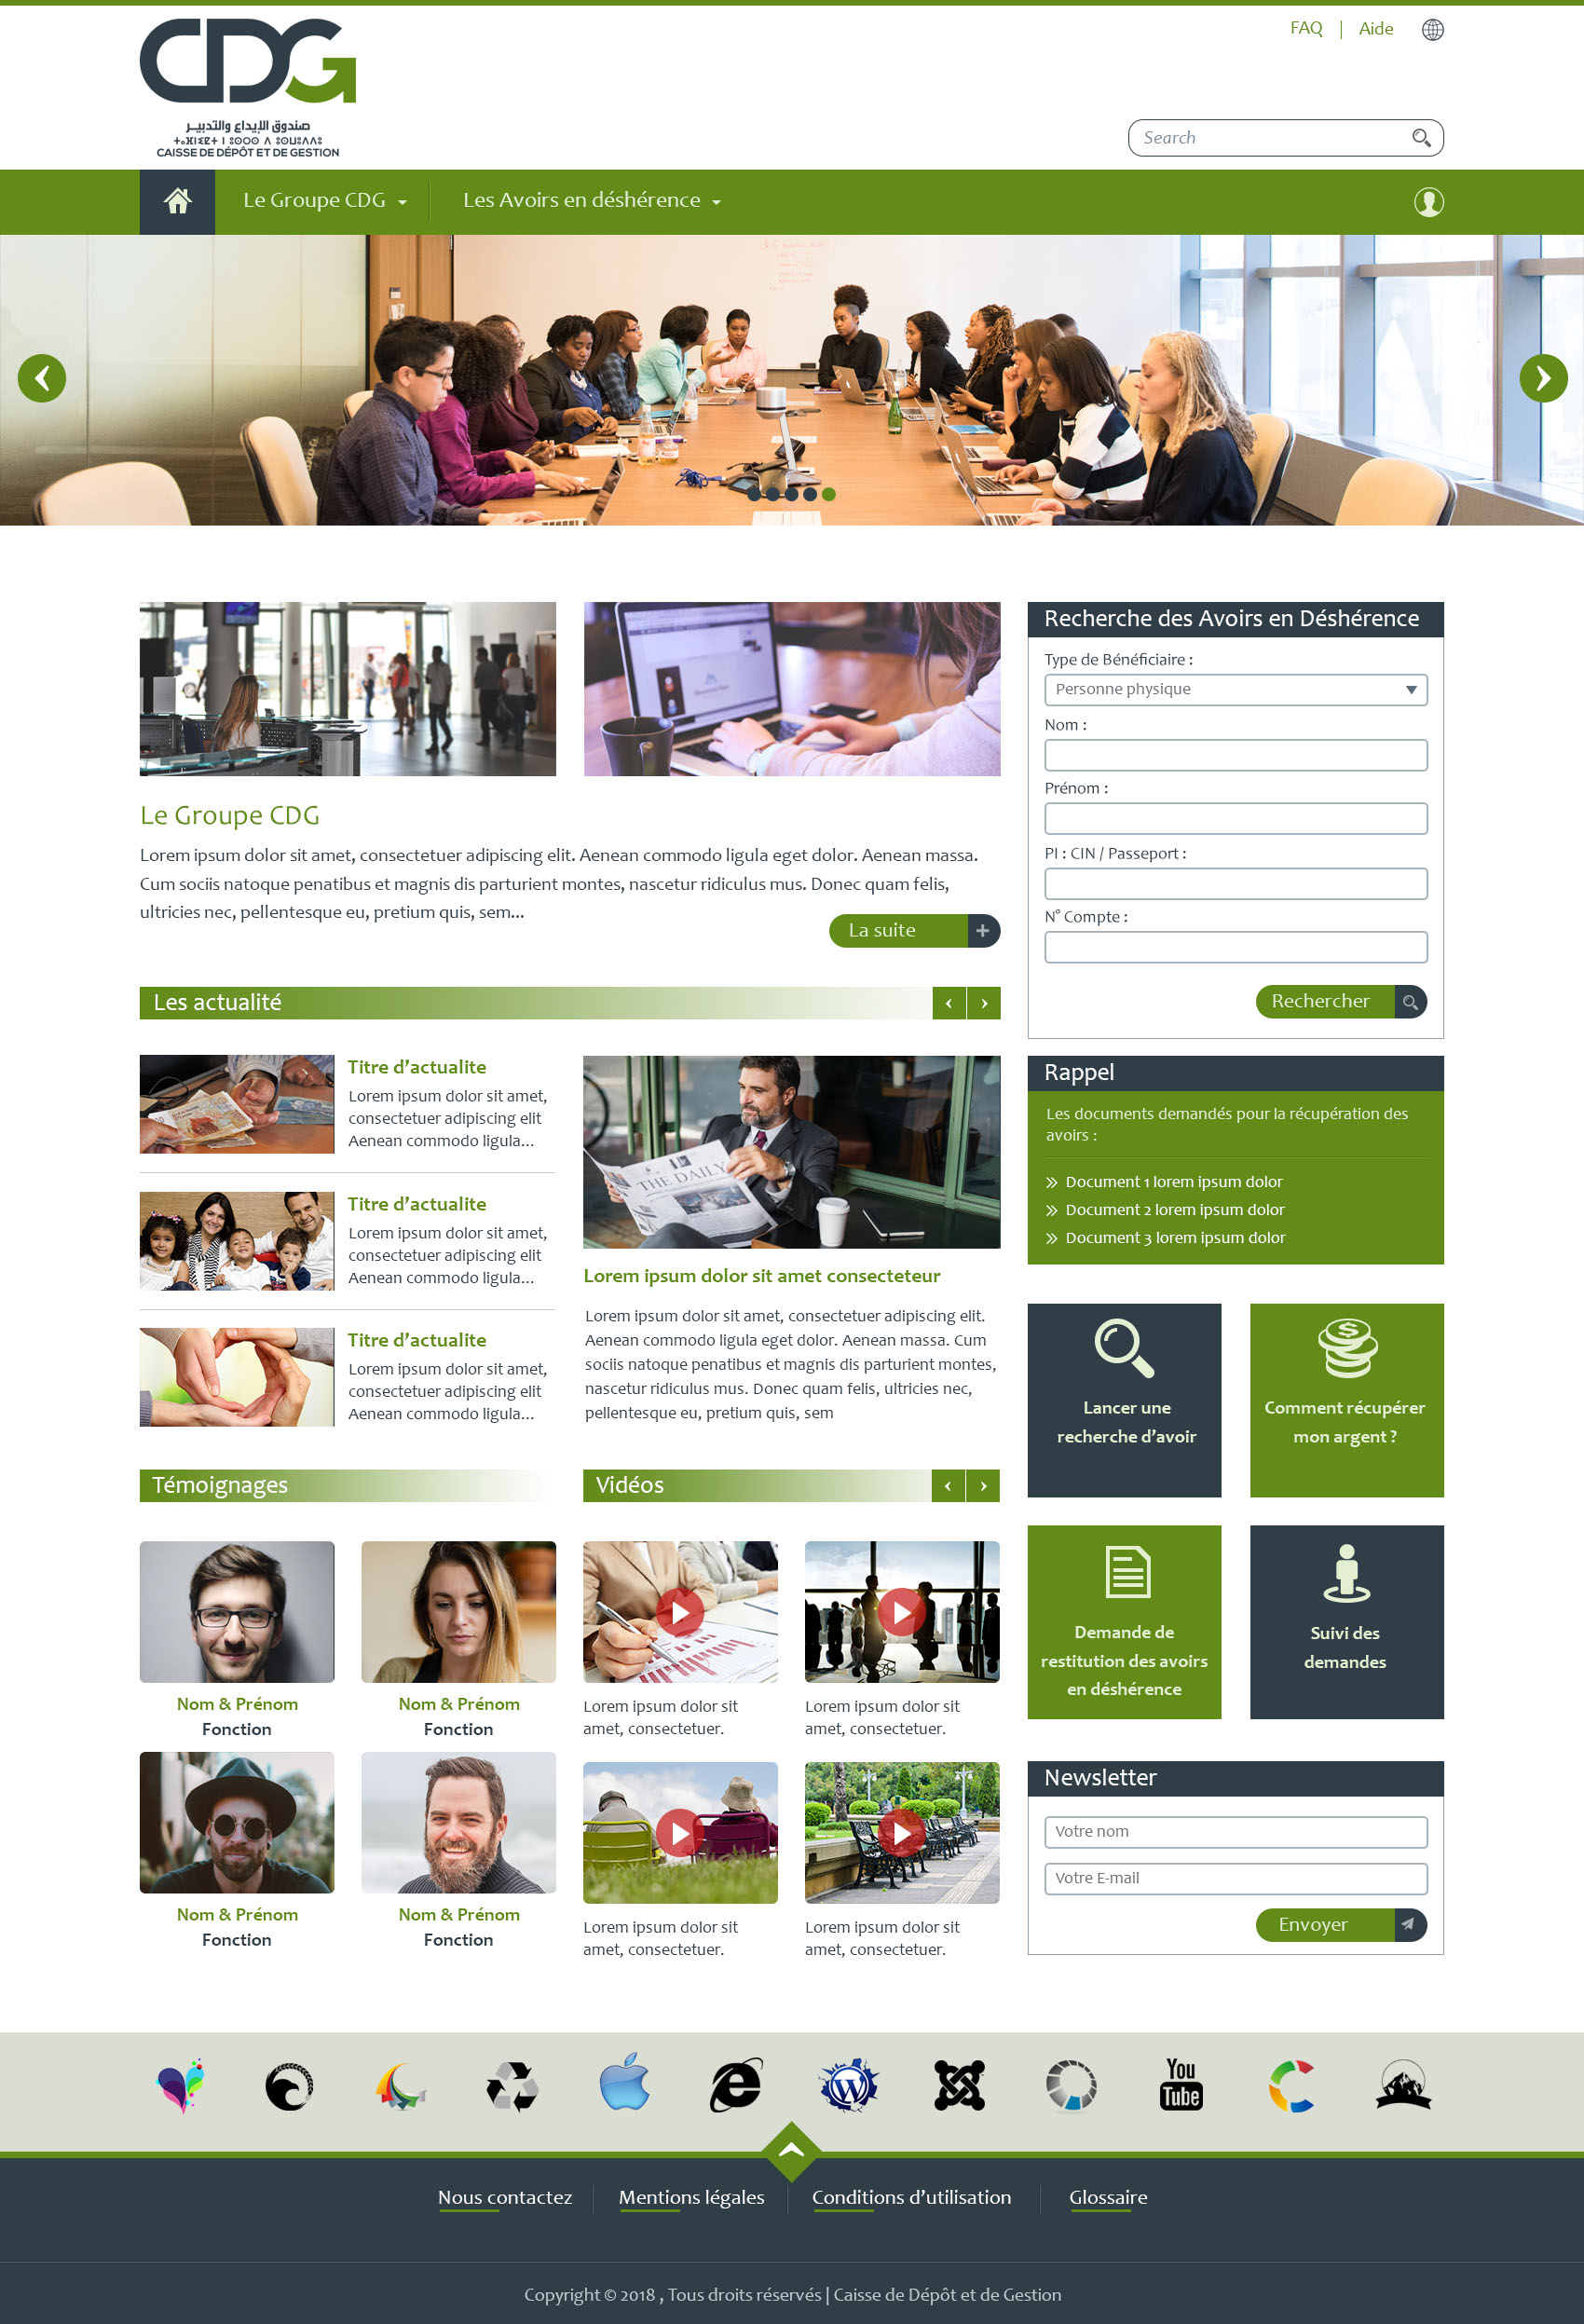 CDG
صندوق الإيداع والتدبير
CAISSE DE DÉPÔT ET DE GESTION
FAQ | Aide
Search
Le Groupe CDG
Les Avoirs en déshérence
Le Groupe CDG
Lorem ipsum dolor sit amet, consectetuer adipiscing elit. Aenean commodo ligula eget dolor. Aenean massa.
Cum sociis natoque penatibus et magnis dis parturient montes, nascetur ridiculus mus. Donec quam felis,
ultricies nec, pellentesque eu, pretium quis, sem...
La suite
Recherche des Avoirs en Déshérence
Type de Bénéficiaire :
Personne physique
Nom :
Prénom :
PI : CIN / Passeport :
N° Compte :
Rechercher
Les actualité
Titre d'actualite
Lorem ipsum dolor sit amet,
consectetuer adipiscing elit
Aenean commodo ligula...
Titre d'actualite
Lorem ipsum dolor sit amet,
consectetuer adipiscing elit
Aenean commodo ligula...
Titre d'actualite
Lorem ipsum dolor sit amet,
consectetuer adipiscing elit
Aenean commodo ligula...
THE DAILY
Lorem ipsum dolor sit amet consecteteur
Lorem ipsum dolor sit amet, consectetuer adipiscing elit.
Aenean commodo ligula eget dolor. Aenean massa. Cum
sociis natoque penatibus et magnis dis parturient montes,
nascetur ridiculus mus. Donec quam felis, ultricies nec,
pellentesque eu, pretium quis, sem
Rappel
Les documents demandés pour la récupération des
avoirs :
Document 1 lorem ipsum dolor
Document 2 lorem ipsum dolor
Document 3 lorem ipsum dolor
Lancer une
recherche d'avoir
Comment récupérer
mon argent ?
Demande de
restitution des avoirs
en déshérence
Suivi des
demandes
Témoignages
Nom & Prénom
Fonction
Nom & Prénom
Fonction
Nom & Prénom
Fonction
Nom & Prénom
Fonction
Vidéos
Lorem ipsum dolor sit
amet, consectetuer.
Lorem ipsum dolor sit
amet, consectetuer.
Lorem ipsum dolor sit
amet, consectetuer.
Lorem ipsum dolor sit
amet, consectetuer.
Newsletter
Votre nom
Votre E-mail
Envoyer
You
Tube
Nous contactez
Mentions légales
Conditions d'utilisation
Glossaire
Copyright © 2018 , Tous droits réservés | Caisse de Dépôt et de Gestion